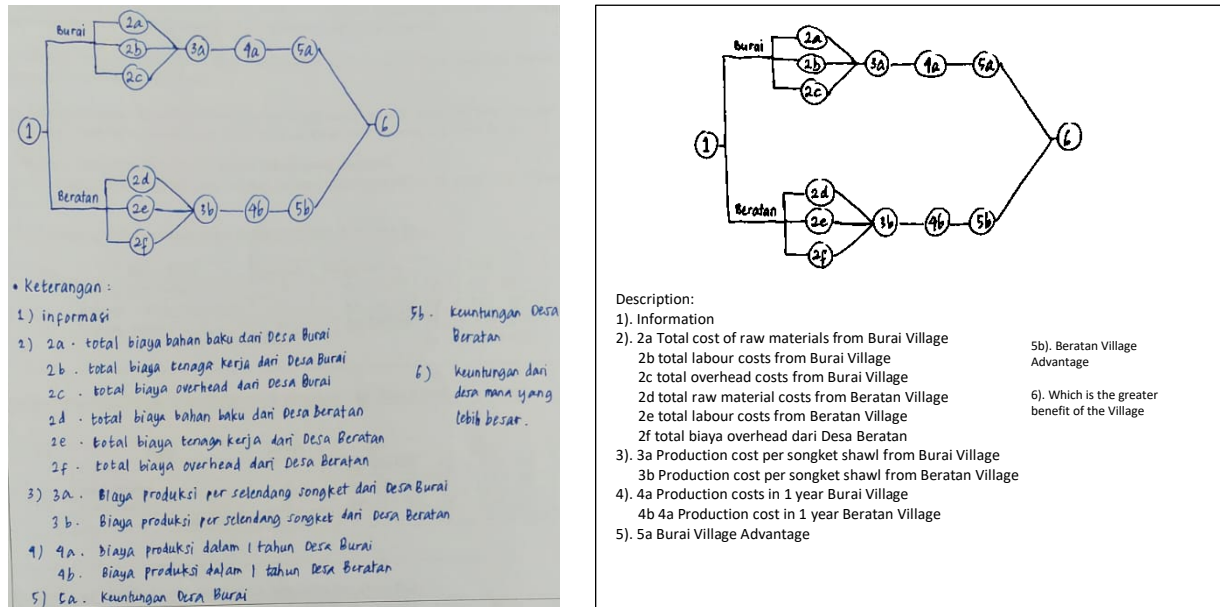 Burai
2a
2b
2c
3a
4a
5a
1
6
Beratan
2d
2e
2f
3b
4b
5b
• Keterangan :
1) informasi
2) 2a . total biaya bahan baku dari Desa Burai
2b . total biaya tenaga kerja dari Desa Burai
2c . total biaya overhead dari Desa Burai
2d . total biaya bahan baku dari Desa Beratan
2e . total biaya tenaga kerja dari Desa Beratan
2f . total biaya overhead dari Desa Beratan
3) 3a . Biaya produksi per selendang songket dari Desa Burai
3b . Biaya produksi per selendang songket dari Desa Beratan
4) 4a . Biaya produksi dalam 1 tahun Desa Burai
4b . Biaya produksi dalam 1 tahun Desa Beratan
5) 5a . Keuntungan Desa Burai
5b . Keuntungan Desa
Beratan
6) Keuntungan dari
desa mana yang
lebih besar.
Burai
2a
2b
2c
3a
4a
5a
1
6
Beratan
2d
2e
2f
3b
4b
5b
Description:
1). Information
2). 2a Total cost of raw materials from Burai Village
2b total labour costs from Burai Village
2c total overhead costs from Burai Village
2d total raw material costs from Beratan Village
2e total labour costs from Beratan Village
2f total biaya overhead dari Desa Beratan
3). 3a Production cost per songket shawl from Burai Village
3b Production cost per songket shawl from Beratan Village
4). 4a Production costs in 1 year Burai Village
4b 4a Production cost in 1 year Beratan Village
5). 5a Burai Village Advantage
5b). Beratan Village
Advantage
6). Which is the greater
benefit of the Village